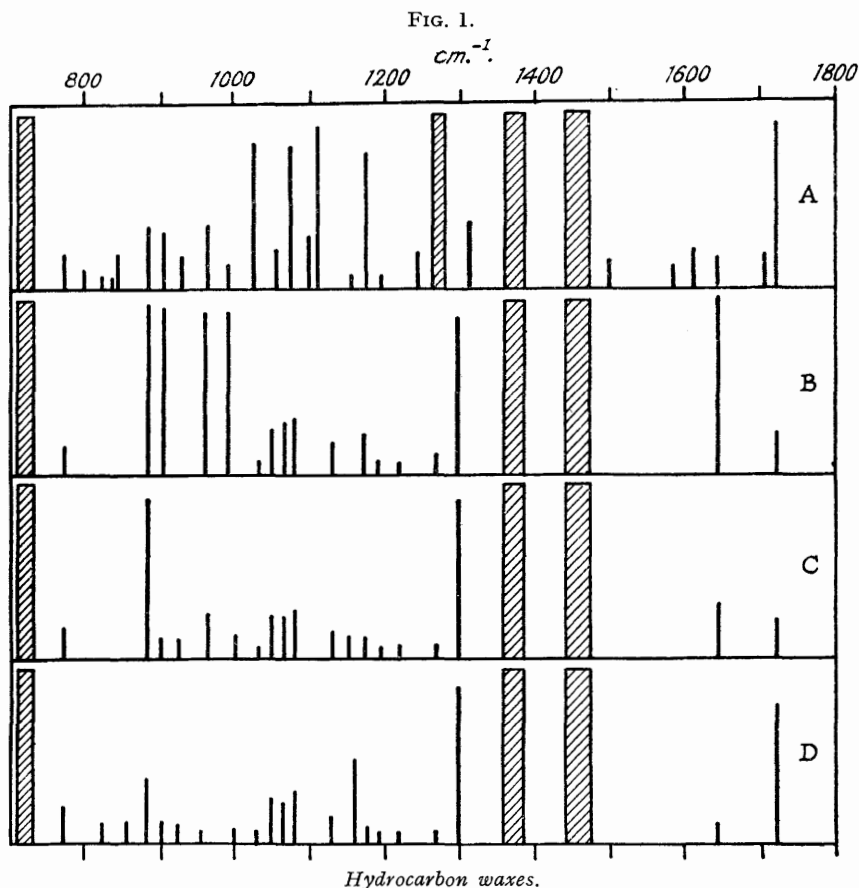 FIG. 1.
cm.⁻¹.
800 1000 1200 1400 1600 1800
A
B
C
D
Hydrocarbon waxes.